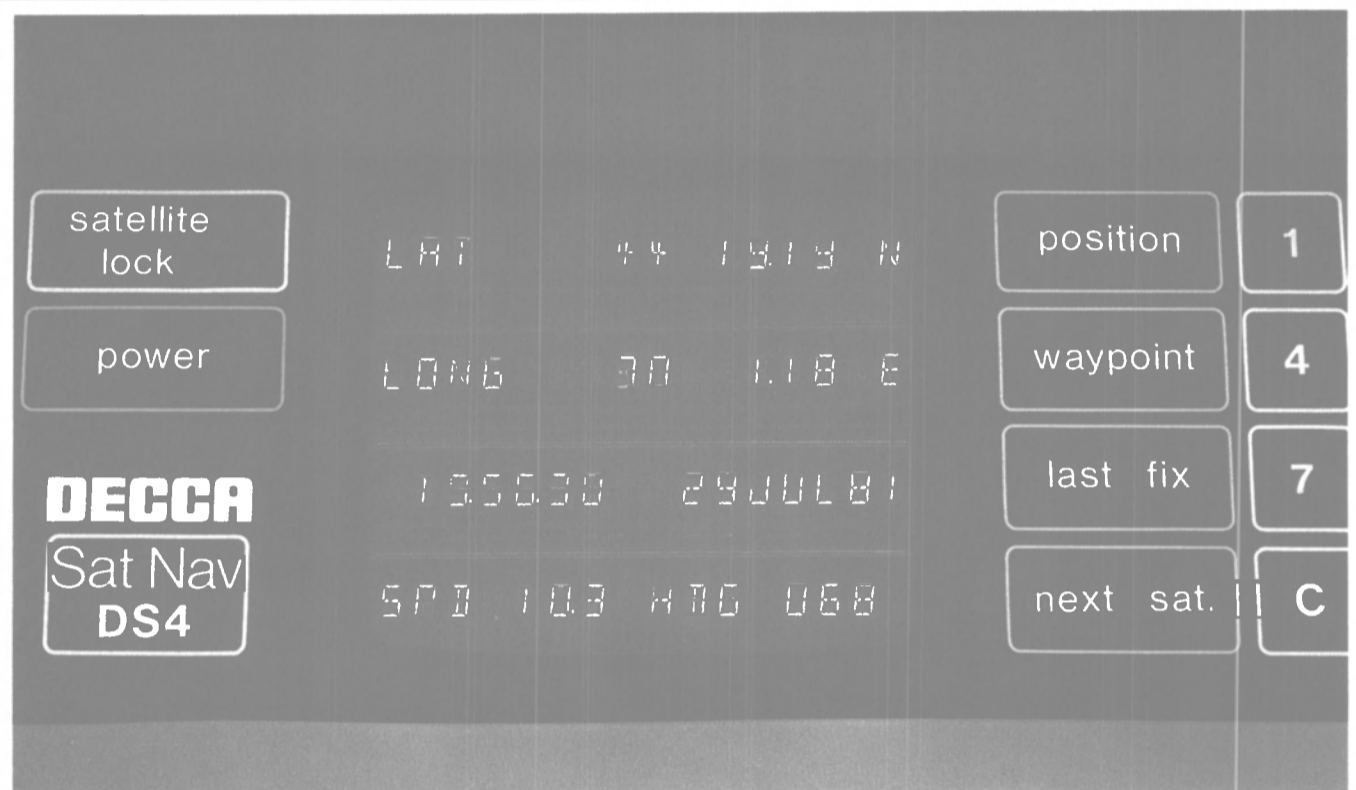 satellite
lock
power
DECCA
Sat Nav
DS4
LAT 44 19.19 N
LONG 30 1.18 E
29JUL81
SPD 10.3 HDG 068
position 1
waypoint 4
last fix 7
next sat. C